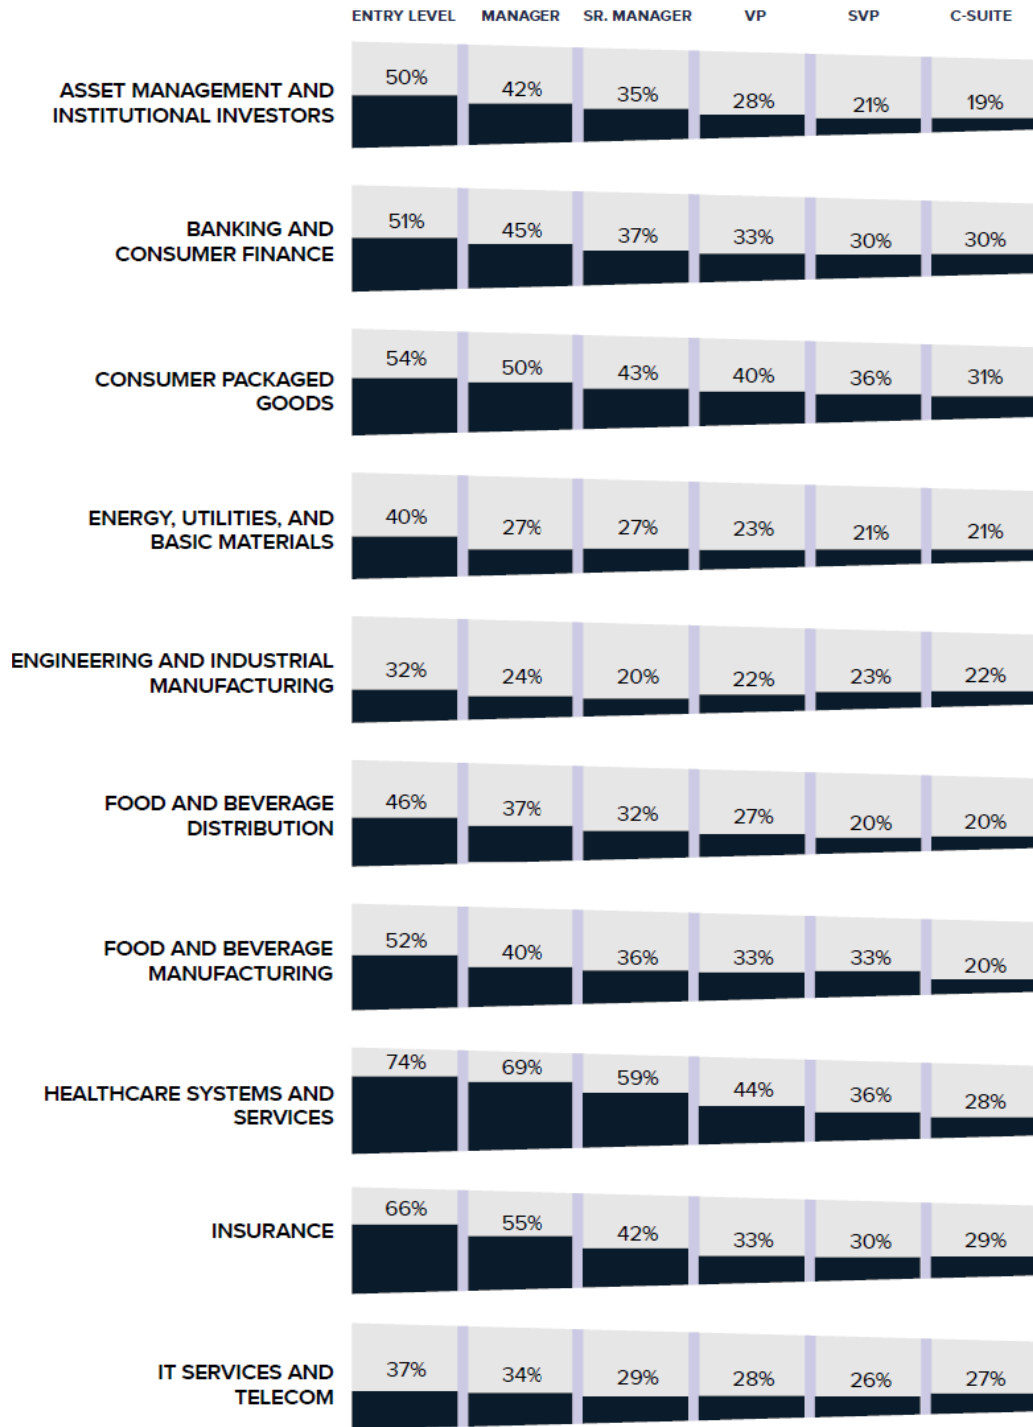 ENTRY LEVEL MANAGER SR. MANAGER VP SVP C-SUITE
ASSET MANAGEMENT AND
INSTITUTIONAL INVESTORS
50% 42% 35% 28% 21% 19%
BANKING AND
CONSUMER FINANCE
51% 45% 37% 33% 30% 30%
CONSUMER PACKAGED
GOODS
54% 50% 43% 40% 36% 31%
ENERGY, UTILITIES, AND
BASIC MATERIALS
40% 27% 27% 23% 21% 21%
ENGINEERING AND INDUSTRIAL
MANUFACTURING
32% 24% 20% 22% 23% 22%
FOOD AND BEVERAGE
DISTRIBUTION
46% 37% 32% 27% 20% 20%
FOOD AND BEVERAGE
MANUFACTURING
52% 40% 36% 33% 33% 20%
HEALTHCARE SYSTEMS AND
SERVICES
74% 69% 59% 44% 36% 28%
INSURANCE
66% 55% 42% 33% 30% 29%
IT SERVICES AND
TELECOM
37% 34% 29% 28% 26% 27%